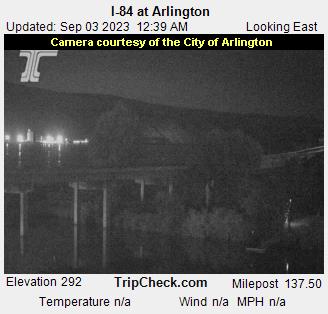 I-84 at Arlington
Updated: Sep 03 2023 12:39 AM Looking East
Camera courtesy of the City of Arlington
Elevation 292 TripCheck.com Milepost 137.50
Temperature n/a Wind n/a MPH n/a